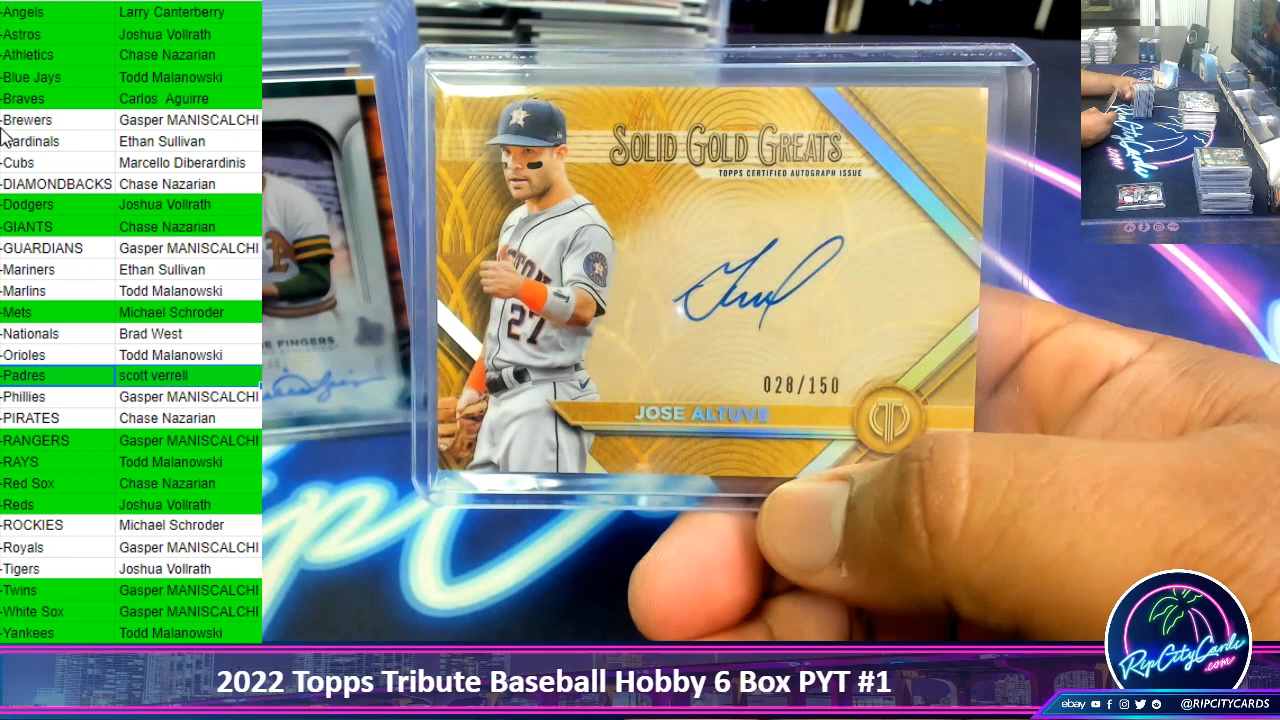 -Angels Larry Canterberry
-Astros Joshua Vollrath
-Athletics Chase Nazarian
-Blue Jays Todd Malanowski
-Braves Carlos Aguirre
-Brewers Gasper MANISCALCHI
ardinals Ethan Sullivan
-Cubs Marcello Diberardinis
-DIAMONDBACKS Chase Nazarian
-Dodgers Joshua Vollrath
-GIANTS Chase Nazarian
-GUARDIANS Gasper MANISCALCHI
-Mariners Ethan Sullivan
-Marlins Todd Malanowski
-Mets Michael Schroder
-Nationals Brad West
-Orioles Todd Malanowski
-Padres scott verrell
-Phillies Gasper MANISCALCHI
-PIRATES Chase Nazarian
-RANGERS Gasper MANISCALCHI
-RAYS Todd Malanowski
-Red Sox Chase Nazarian
-Reds Joshua Vollrath
-ROCKIES Michael Schroder
-Royals Gasper MANISCALCHI
-Tigers Joshua Vollrath
-Twins Gasper MANISCALCHI
-White Sox Gasper MANISCALCHI
-Yankees Todd Malanowski
SOLID GOLD GREATS
TOPPS CERTIFIED AUTOGRAPH ISSUE
27
028/150
JOSE ALTUVE
FINGERS
RipCityCards
.com
2022 Topps Tribute Baseball Hobby 6 Box PYT #1
ebay @RIPCITYCARDS